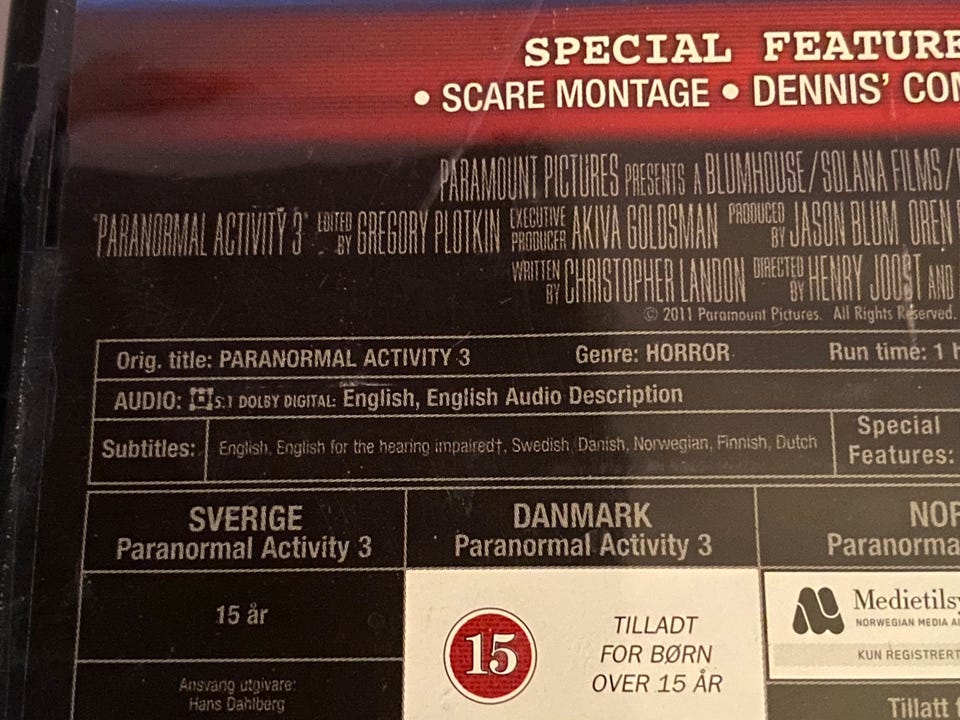 SPECIAL FEATURE
• SCARE MONTAGE • DENNIS' COM
PARAMOUNT PICTURES PRESENTS A BLUMHOUSE/SOLANA FILMS/
"PARANORMAL ACTIVITY 3" EDITED BY GREGORY PLOTKIN EXECUTIVE PRODUCER AKIVA GOLDSMAN PRODUCED BY JASON BLUM OREN
WRITTEN BY CHRISTOPHER LANDON DIRECTED BY HENRY JOOST AND
© 2011 Paramount Pictures. All Rights Reserved.
Orig. title: PARANORMAL ACTIVITY 3 Genre: HORROR Run time: 1 h
AUDIO: 5:1 DOLBY DIGITAL: English, English Audio Description
Subtitles: English, English for the hearing impaired†, Swedish, Danish, Norwegian, Finnish, Dutch
Special Features:
SVERIGE
Paranormal Activity 3
DANMARK
Paranormal Activity 3
NOR
Paranorma
15 år
15
TILLADT
FOR BØRN
OVER 15 ÅR
Medietilsy
NORWEGIAN MEDIA A
KUN REGISTRERT
Ansvarig utgivare:
Hans Dahlberg
Tillatt f